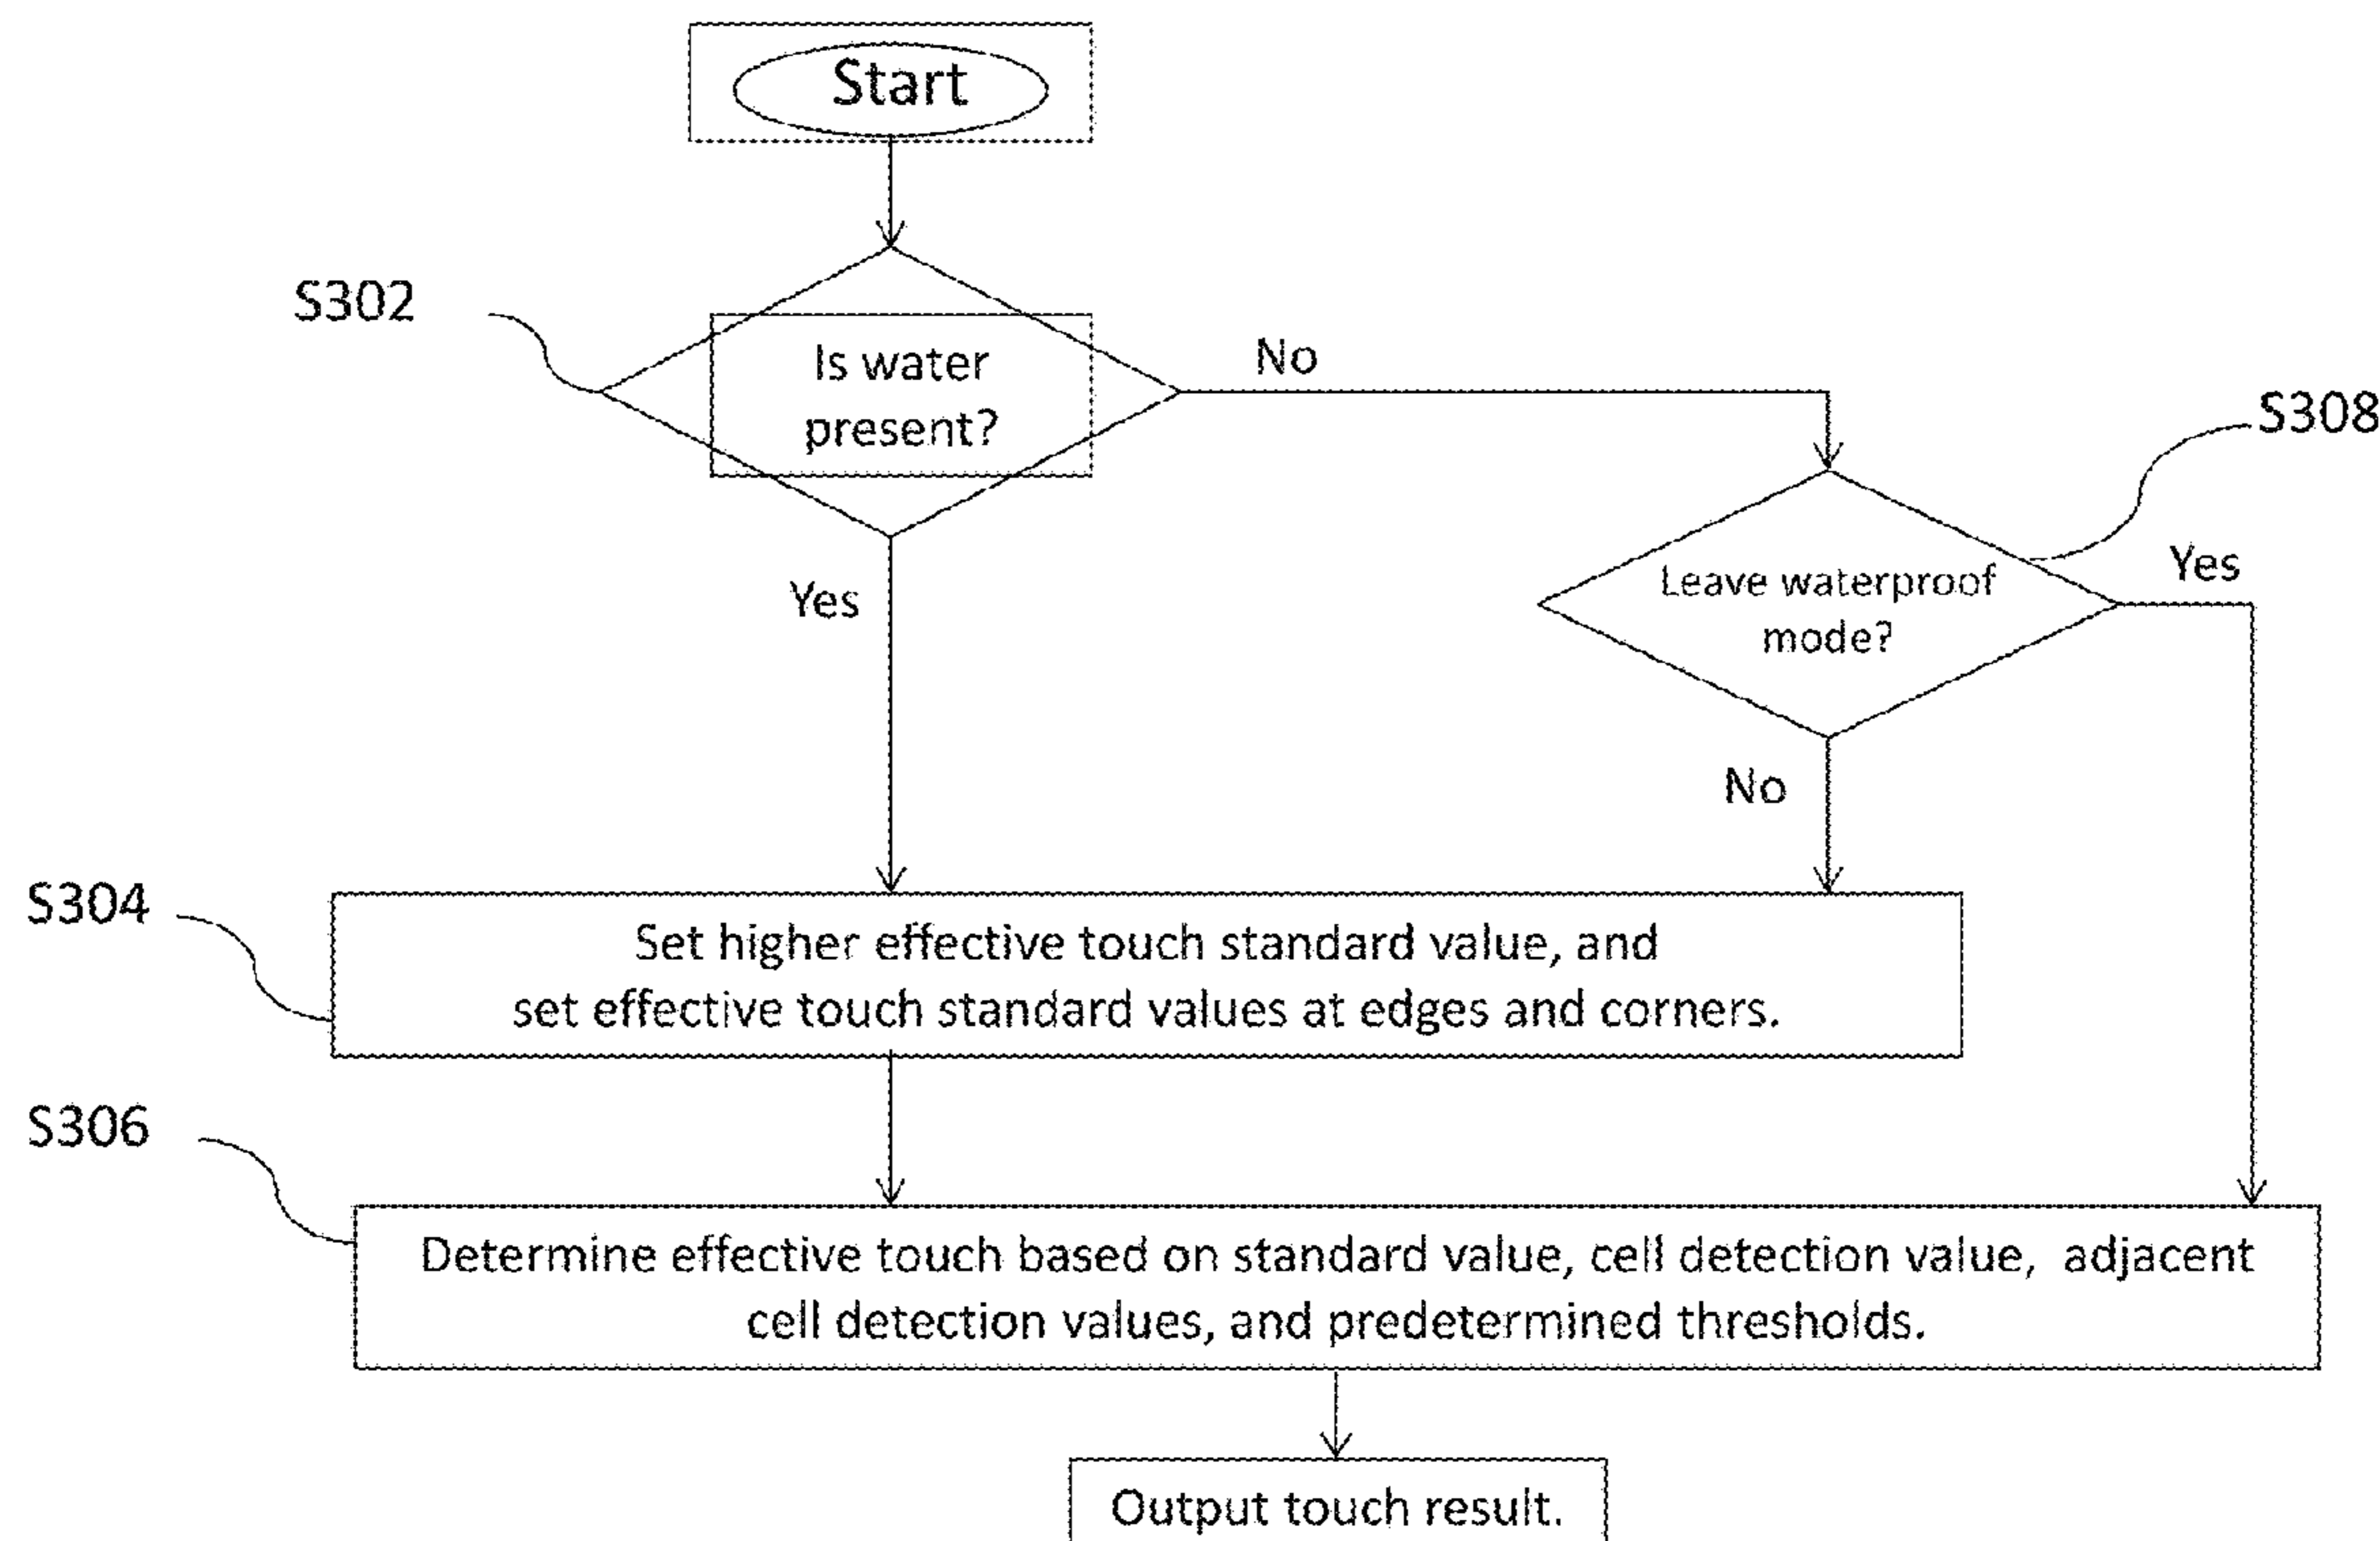 Start
S302
Is water
present?
No
S308
Leave waterproof
mode?
Yes
Yes
No
S304
Set higher effective touch standard value, and
set effective touch standard values at edges and corners.
S306
Determine effective touch based on standard value, cell detection value, adjacent
cell detection values, and predetermined thresholds.
Output touch result.